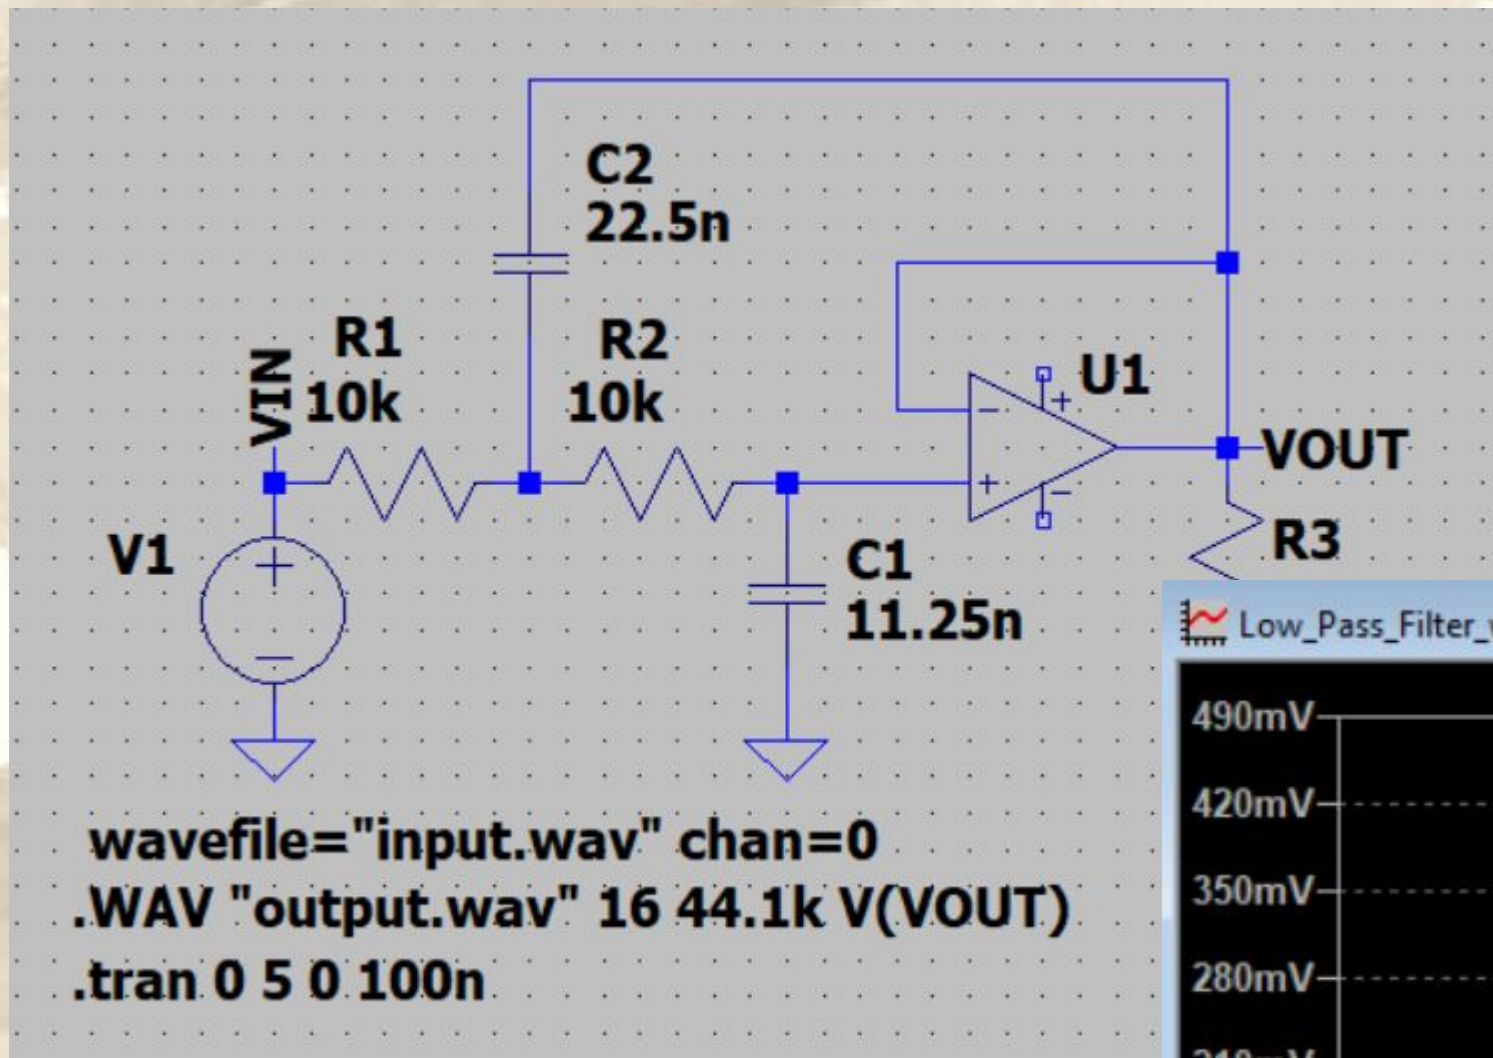 C2
22.5n
VIN
R1
10k
R2
10k
U1
VOUT
V1
C1
11.25n
R3
wavefile="input.wav" chan=0
.WAV "output.wav" 16 44.1k V(VOUT)
.tran 0 5 0 100n
490mV
420mV
350mV
280mV